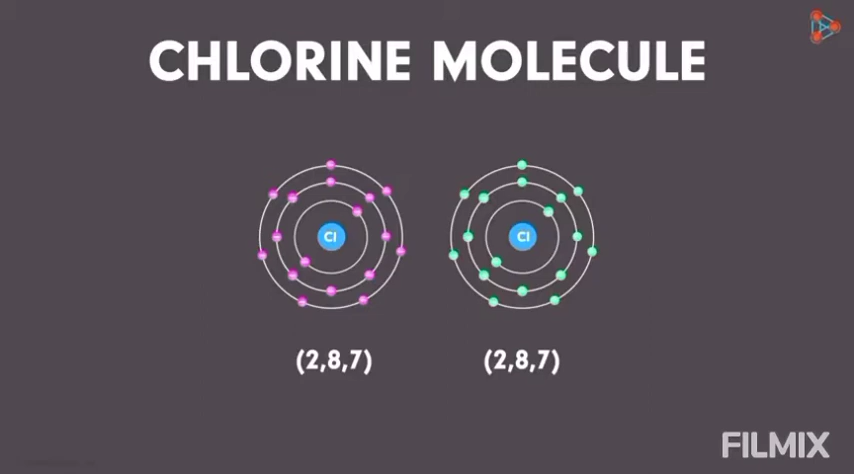 CHLORINE MOLECULE
Cl Cl
(2,8,7) (2,8,7)
FILMIX